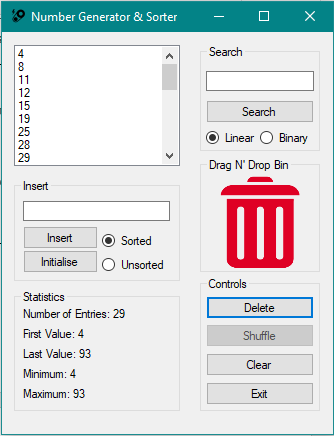 Number Generator & Sorter
4
8
11
12
15
19
25
28
29
Insert
Insert
Sorted
Initialise
Unsorted
Statistics
Number of Entries: 29
First Value: 4
Last Value: 93
Minimum: 4
Maximum: 93
Search
Search
Linear
Binary
Drag N' Drop Bin
Controls
Delete
Shuffle
Clear
Exit